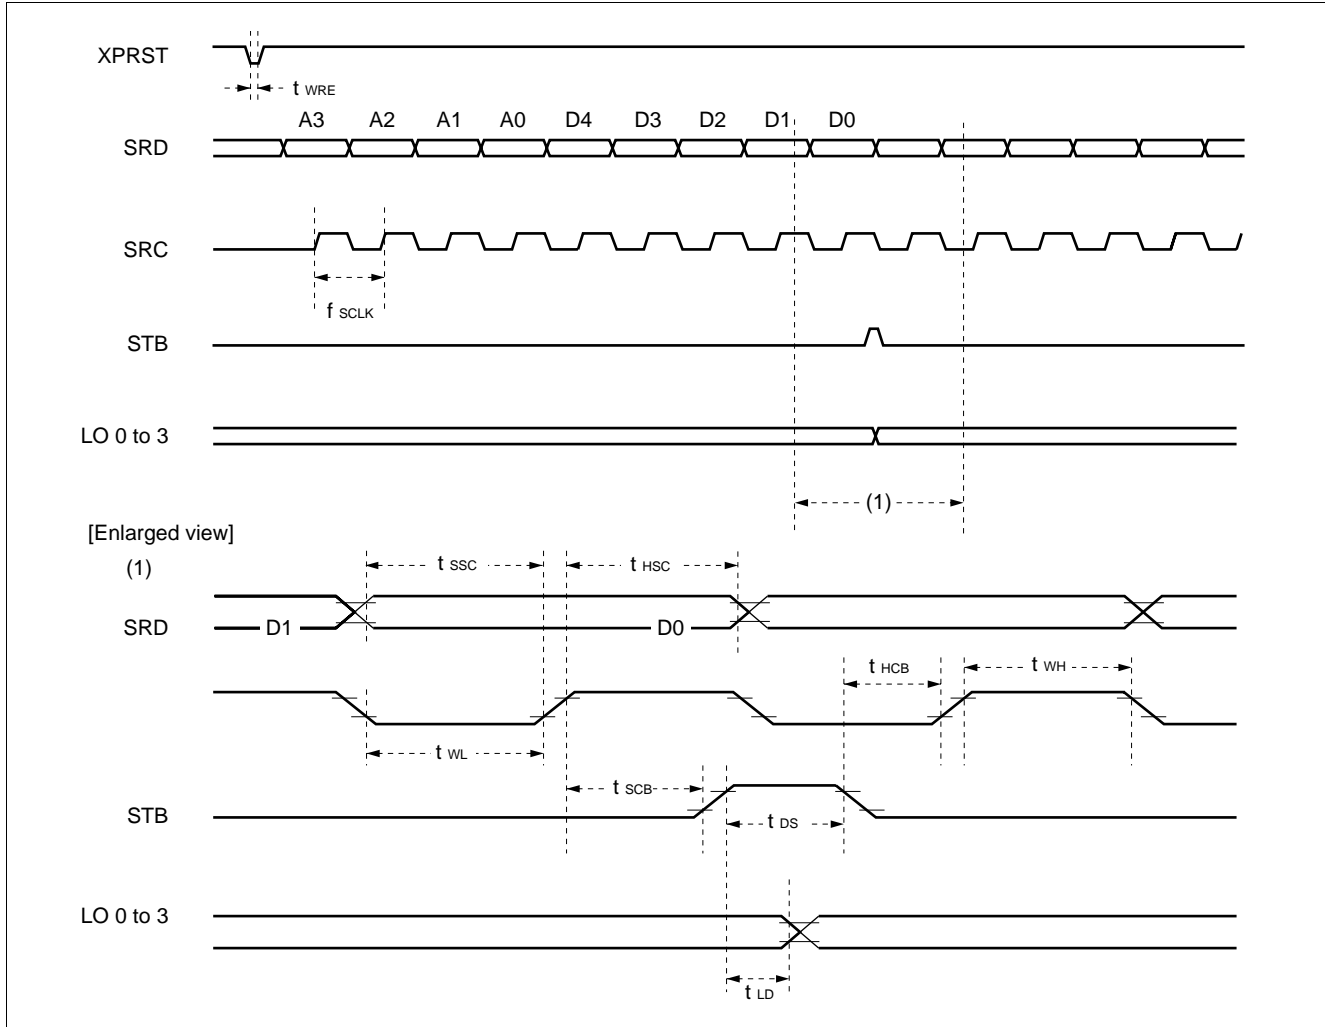 XPRST
t WRE
A3 A2 A1 A0 D4 D3 D2 D1 D0
SRD
SRC
f SCLK
STB
LO 0 to 3
(1)
[Enlarged view]
(1)
t SSC t HSC
SRD D1 D0
t HCB t WH
t WL
t SCB
STB
t DS
LO 0 to 3
t LD